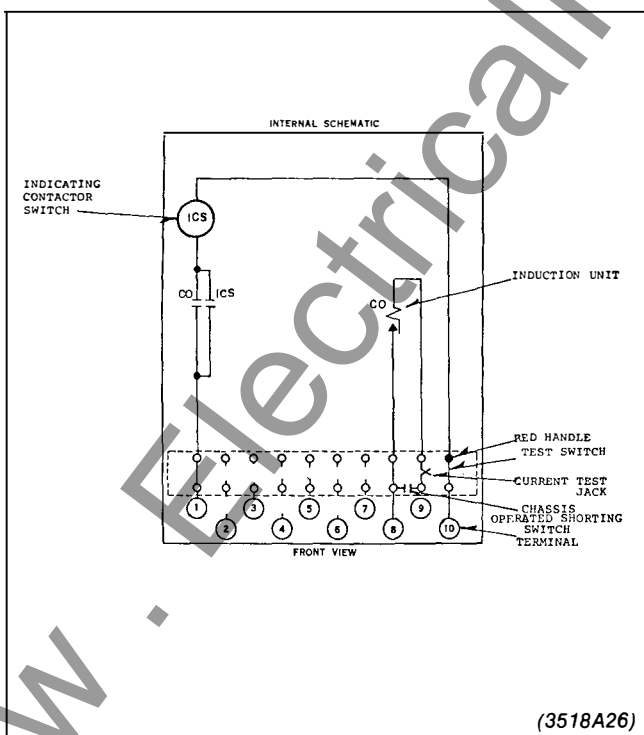 INTERNAL SCHEMATIC
INDICATING
CONTACTOR
SWITCH
ICS
CO ICS
CO
INDUCTION UNIT
RED HANDLE
TEST SWITCH
CURRENT TEST
JACK
CHASSIS
OPERATED SHORTING
SWITCH
TERMINAL
1 3 5 7 9
2 4 6 8 10
FRONT VIEW
(3518A26)
w . Electrical